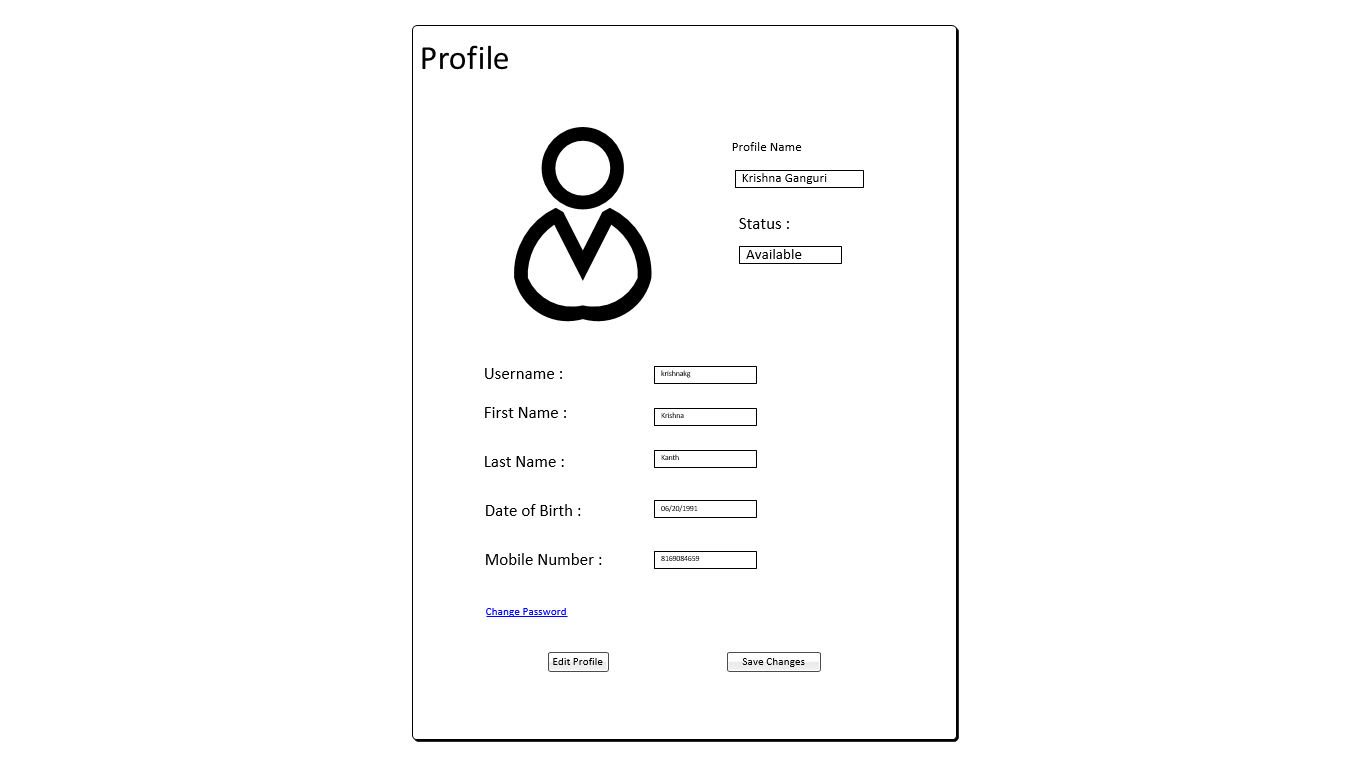 Profile
Profile Name
Krishna Ganguri
Status :
Available
Username : krishnakg
First Name : Krishna
Last Name : Kanth
Date of Birth : 06/20/1991
Mobile Number : 8169084659
Change Password
Edit Profile Save Changes